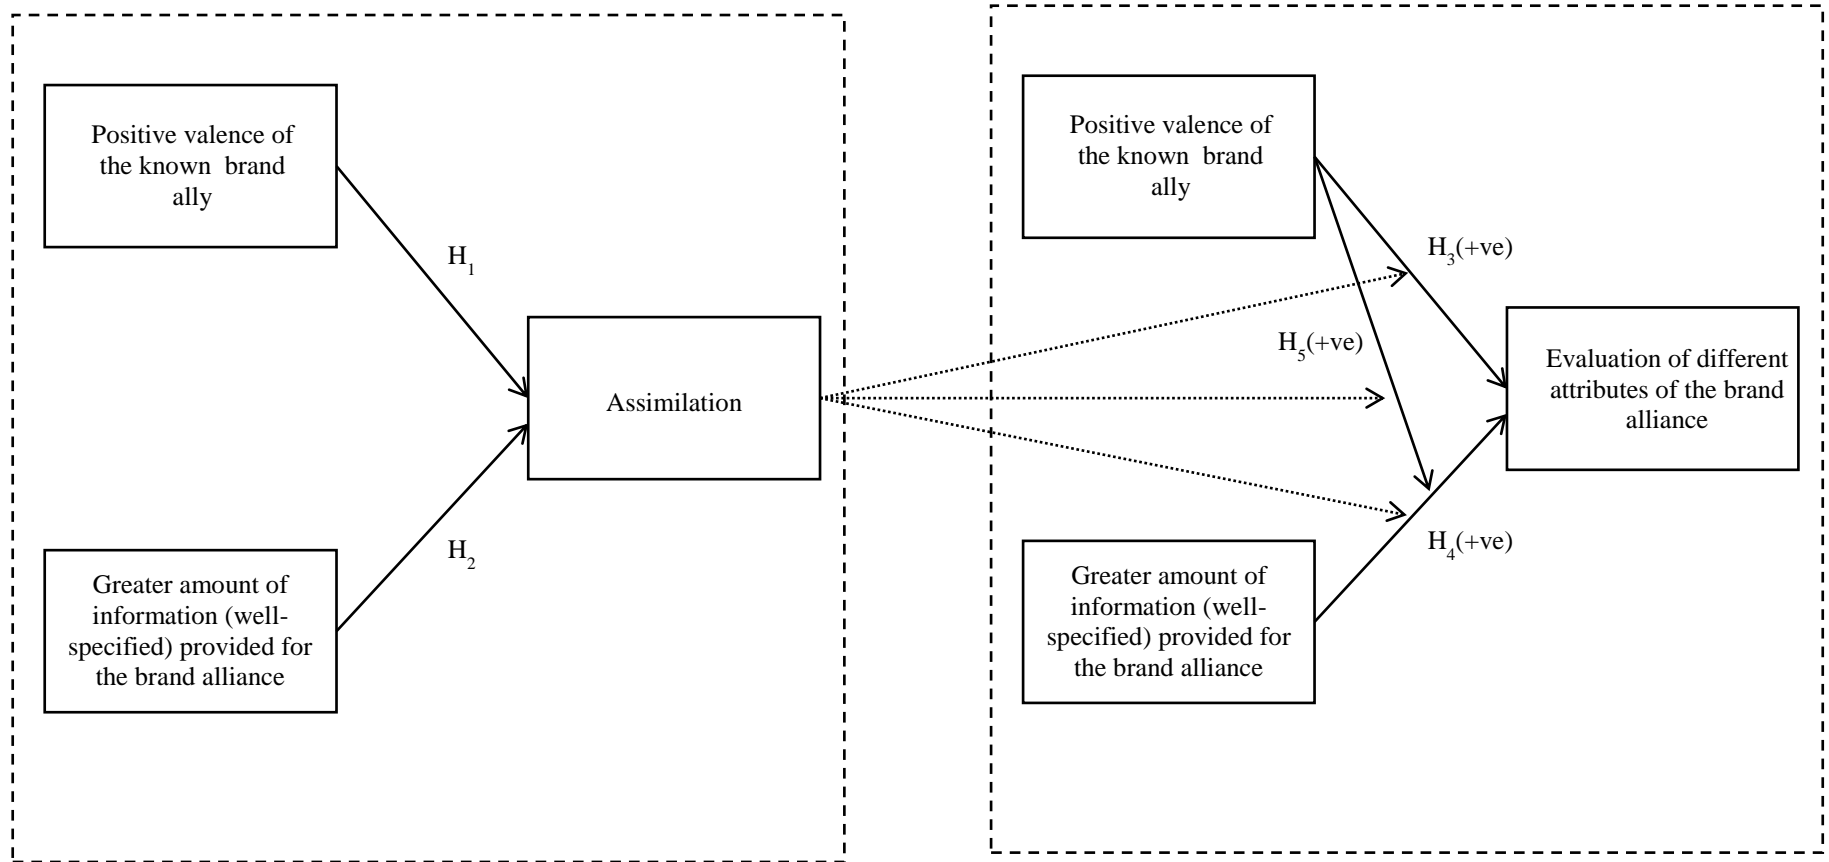 Positive valence of
the known  brand
ally
H1
Assimilation
H2
Greater amount of
information (well-
specified) provided for
the brand alliance
Positive valence of
the known  brand
ally
H3(+ve)
H5(+ve)
Evaluation of different
attributes of the brand
alliance
H4(+ve)
Greater amount of
information (well-
specified) provided for
the brand alliance